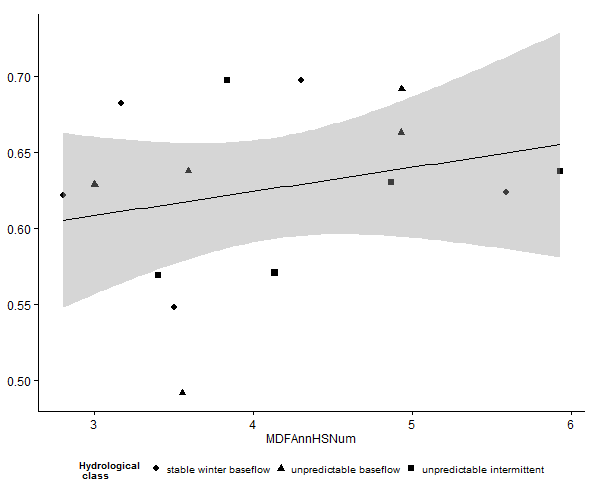 0.70
0.65
0.60
0.55
0.50
3 4 5 6
MDFAnnHSNum
Hydrological
class
stable winter baseflow unpredictable baseflow unpredictable intermittent